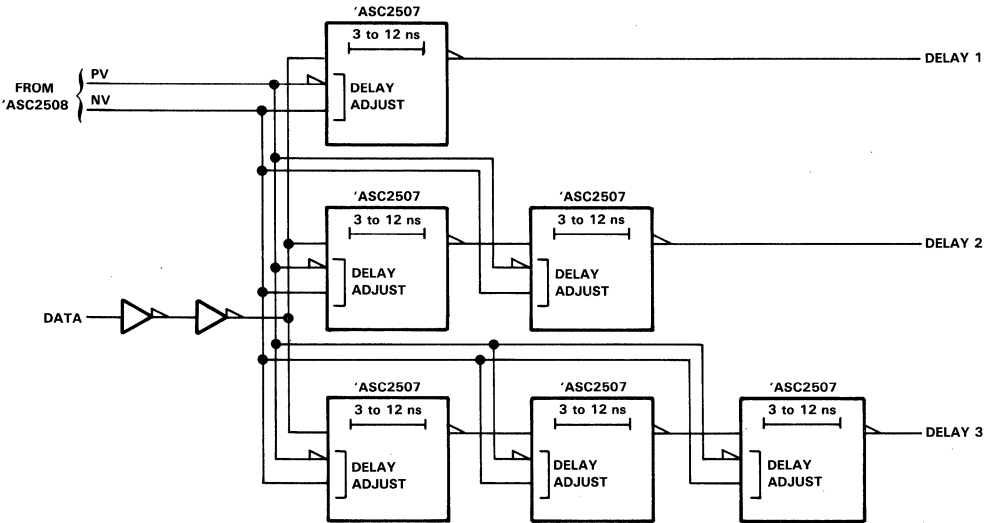 'ASC2507
3 to 12 ns
DELAY 1
PV
FROM
'ASC2508
NV
DELAY
ADJUST
'ASC2507
'ASC2507
3 to 12 ns
3 to 12 ns
DELAY 2
DELAY
ADJUST
DELAY
ADJUST
DATA
'ASC2507
'ASC2507
'ASC2507
3 to 12 ns
3 to 12 ns
3 to 12 ns
DELAY 3
DELAY
ADJUST
DELAY
ADJUST
DELAY
ADJUST